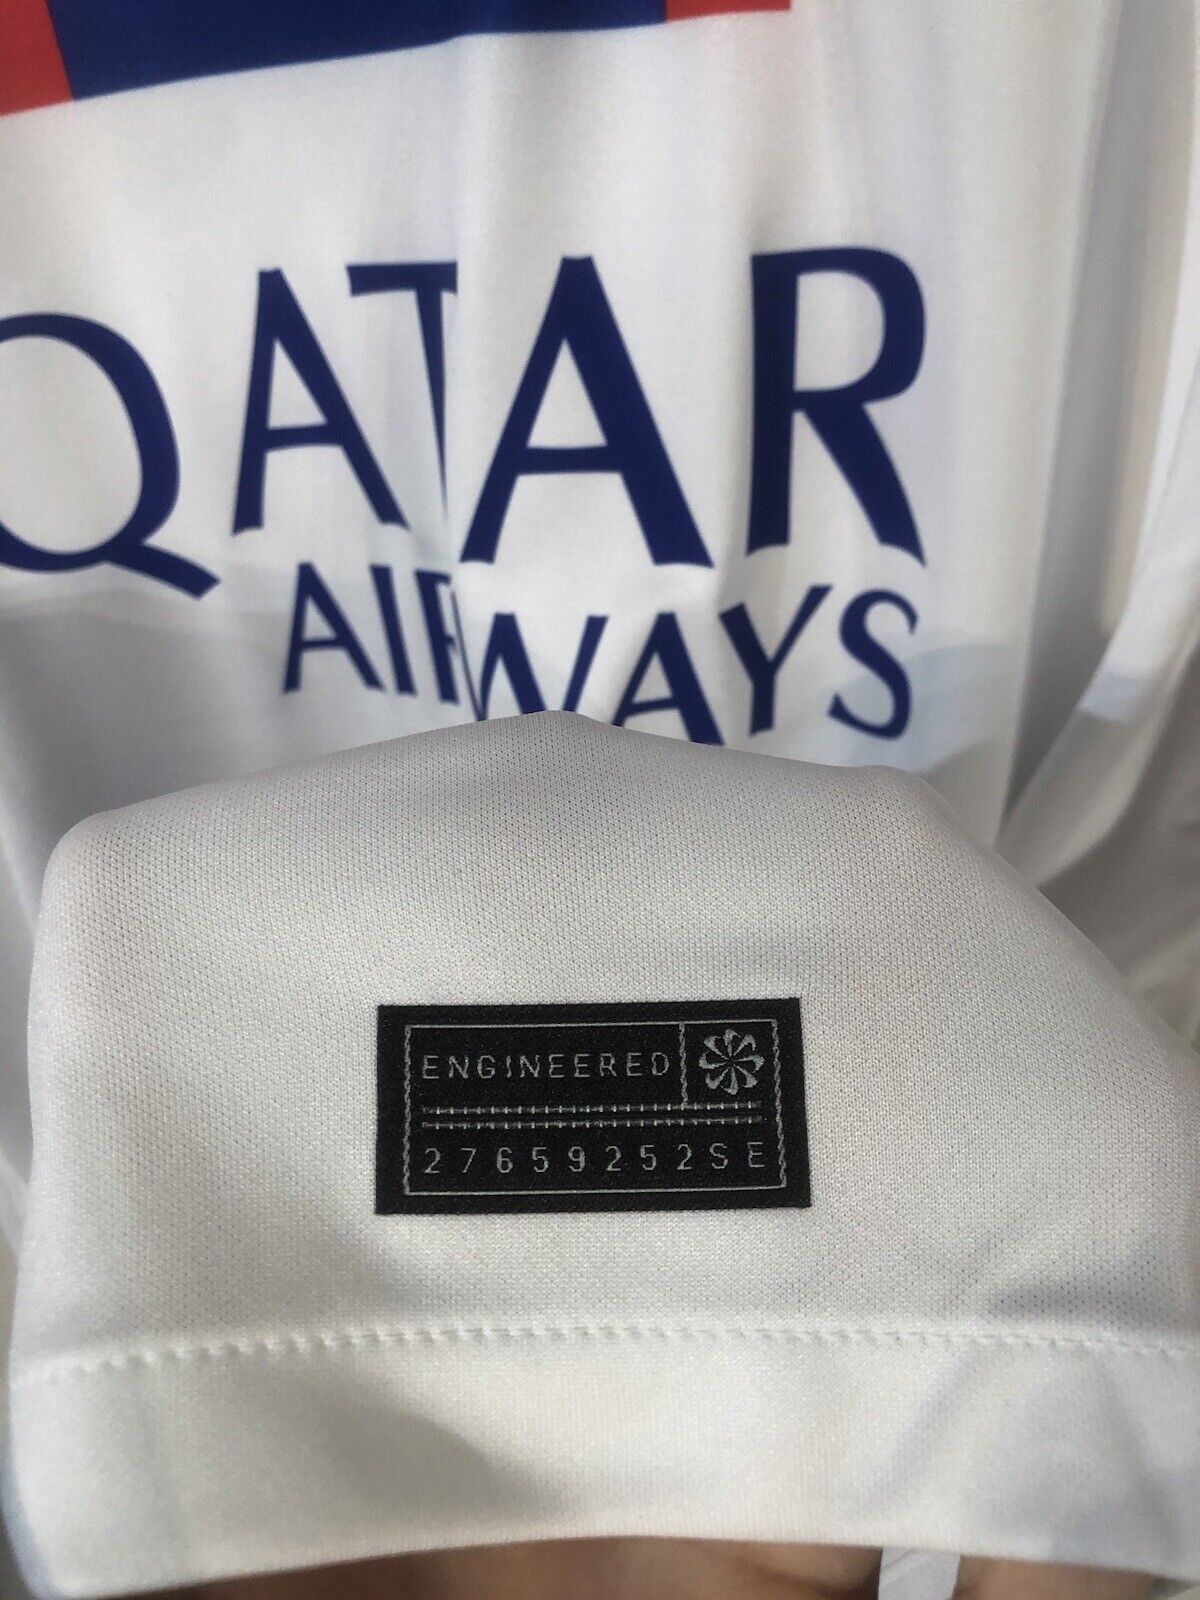 QATAR
AIRWAYS
ENGINEERED
27659252SE